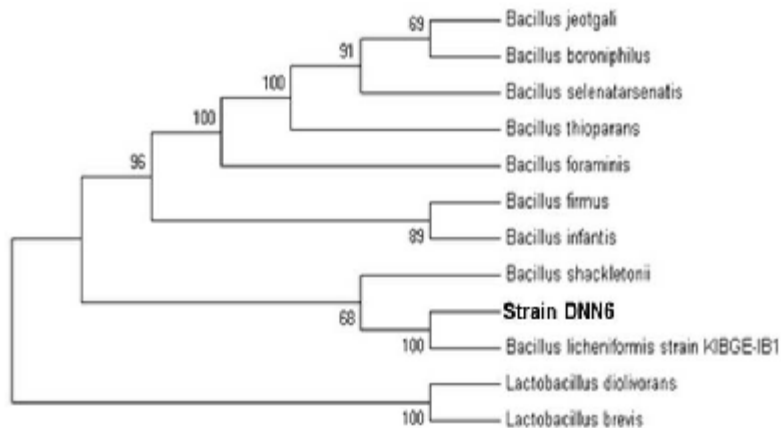 69
Bacillus jeotgali
Bacillus boroniphilus
91
Bacillus selenatarsenatis
100
Bacillus thioparans
100
Bacillus foraminis
96
Bacillus firmus
89
Bacillus infantis
Bacillus shackletonii
68
Strain DNN6
100
Bacillus licheniformis strain KIBGE-IB1
Lactobacillus diolivorans
100
Lactobacillus brevis